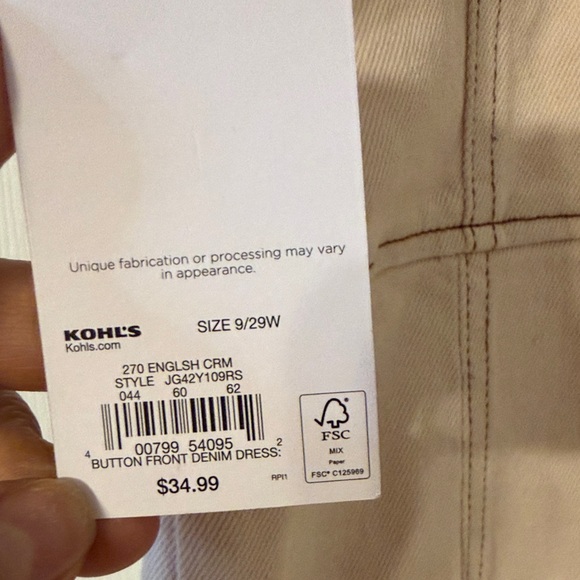 Unique fabrication or processing may vary
in appearance.
KOHL'S
Kohls.com
SIZE 9/29W
270 ENGLSH CRM
STYLE JG42Y109RS
044 60 62
4 00799 54095 2
BUTTON FRONT DENIM DRESS:
$34.99
RPI1
FSC
MIX
Paper
FSC® C125969